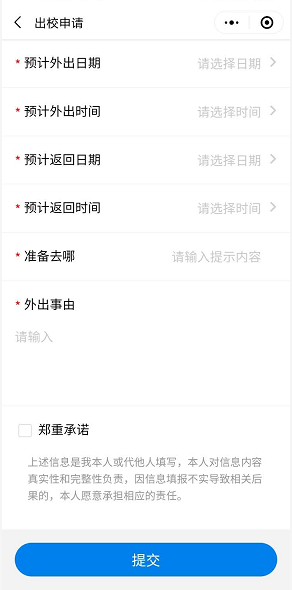 出校申请
* 预计外出日期 请选择日期
* 预计外出时间 请选择时间
* 预计返回日期 请选择日期
* 预计返回时间 请选择时间
* 准备去哪 请输入提示内容
* 外出事由
请输入
郑重承诺
上述信息是我本人或代他人填写，本人对信息内容
真实性和完整性负责，因信息填报不实导致相关后
果的，本人愿意承担相应的责任。
提交